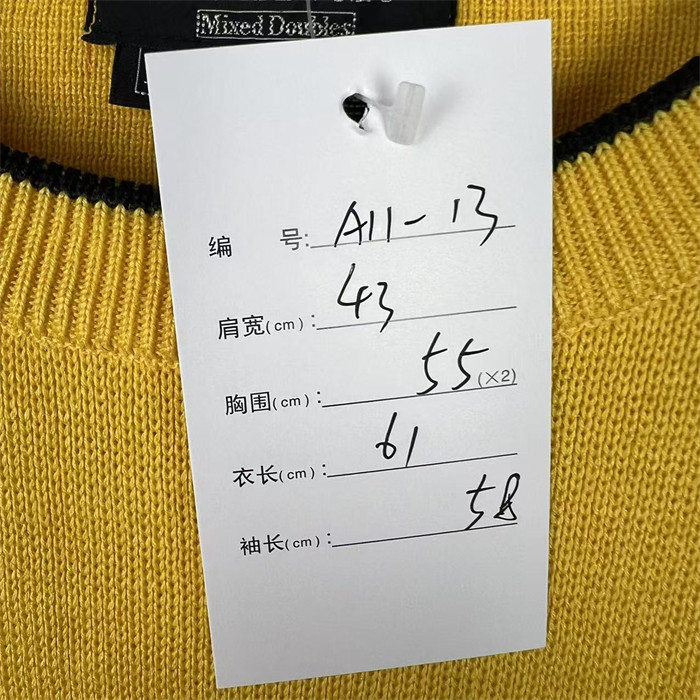 Mixed Doubles
编 号: A11-13
肩宽(cm): 43
胸围(cm): 55(×2)
衣长(cm): 61
袖长(cm): 58